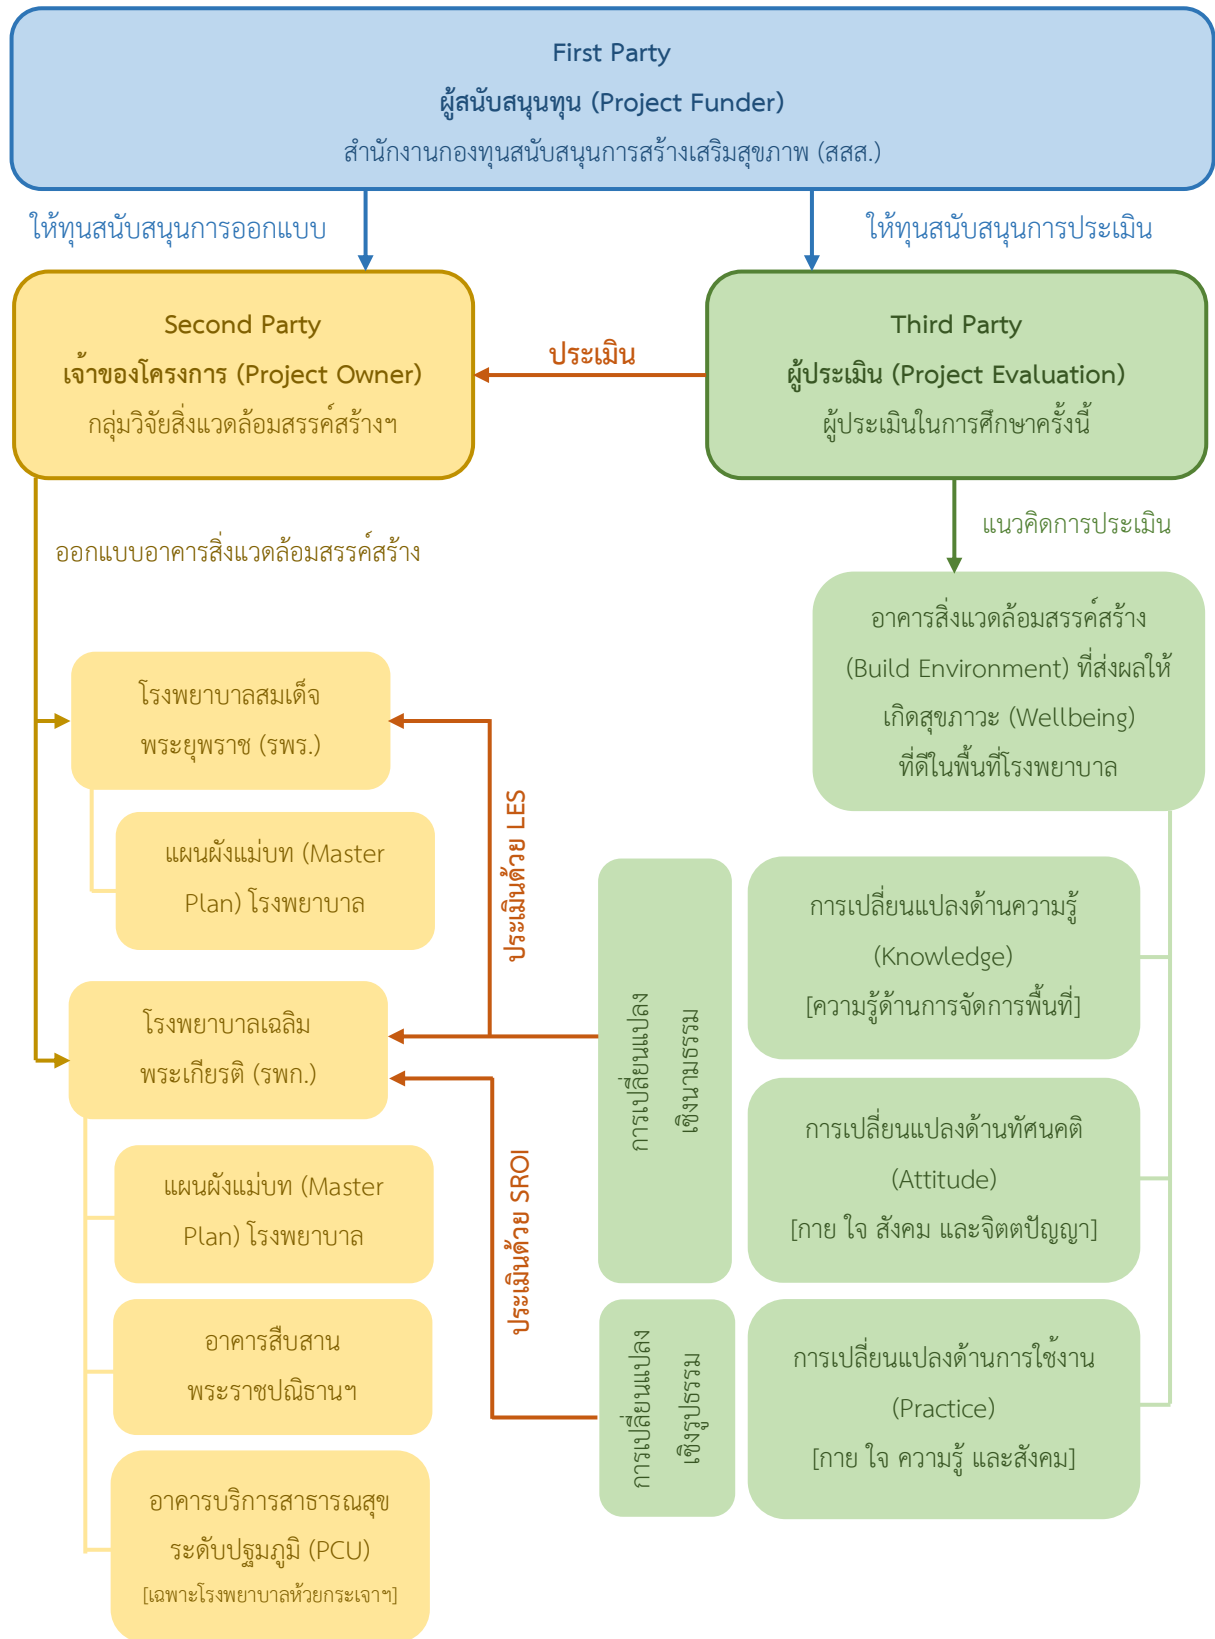 First Party
ผู้สนับสนุนทุน (Project Funder)
สำนักงานกองทุนสนับสนุนการสร้างเสริมสุขภาพ (สสส.)
ให้ทุนสนับสนุนการออกแบบ
ให้ทุนสนับสนุนการประเมิน
Second Party
เจ้าของโครงการ (Project Owner)
กลุ่มวิจัยสิ่งแวดล้อมสรรค์สร้างฯ
ประเมิน
Third Party
ผู้ประเมิน (Project Evaluation)
ผู้ประเมินในการศึกษาครั้งนี้
ออกแบบอาคารสิ่งแวดล้อมสรรค์สร้าง
แนวคิดการประเมิน
อาคารสิ่งแวดล้อมสรรค์สร้าง
(Build Environment) ที่ส่งผลให้
เกิดสุขภาวะ (Wellbeing)
ที่ดีในพื้นที่โรงพยาบาล
โรงพยาบาลสมเด็จ
พระยุพราช (รพร.)
แผนผังแม่บท (Master
Plan) โรงพยาบาล
โรงพยาบาลเฉลิม
พระเกียรติ (รพก.)
แผนผังแม่บท (Master
Plan) โรงพยาบาล
อาคารสืบสาน
พระราชปณิธานฯ
อาคารบริการสาธารณสุข
ระดับปฐมภูมิ (PCU)
[เฉพาะโรงพยาบาลห้วยกระเจาฯ]
ประเมินด้วย LES
ประเมินด้วย SROI
การเปลี่ยนแปลง
เชิงนามธรรม
การเปลี่ยนแปลง
เชิงรูปธรรม
การเปลี่ยนแปลงด้านความรู้
(Knowledge)
[ความรู้ด้านการจัดการพื้นที่]
การเปลี่ยนแปลงด้านทัศนคติ
(Attitude)
[กาย ใจ สังคม และจิตตปัญญา]
การเปลี่ยนแปลงด้านการใช้งาน
(Practice)
[กาย ใจ ความรู้ และสังคม]